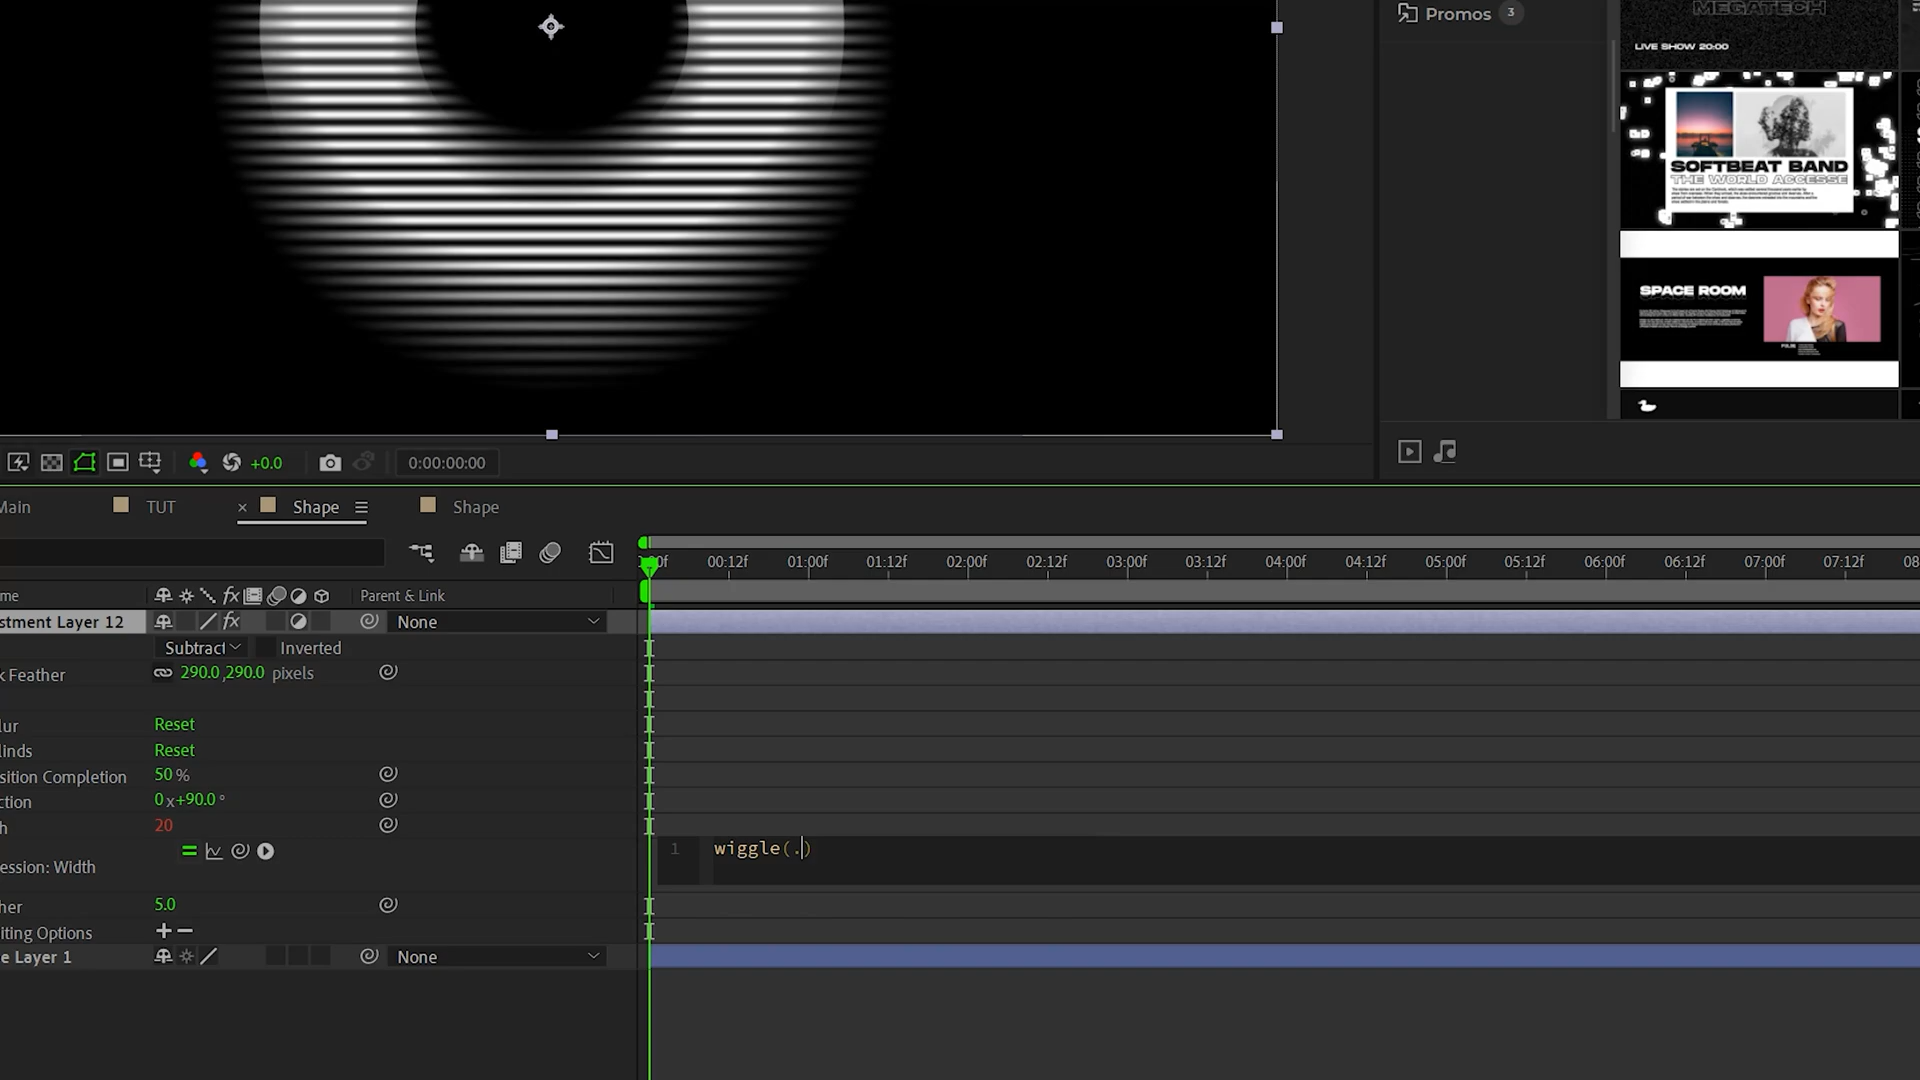 Promos 3
MEGATECH
LIVE SHOW 20:00
SOFTBEAT BAND
THE WORLD ACCESSE
SPACE ROOM
+0.0
0:00:00:00
Main
TUT
× Shape
Shape
0f 00:12f 01:00f 01:12f 02:00f 02:12f 03:00f 03:12f 04:00f 04:12f 05:00f 05:12f 06:00f 06:12f 07:00f 07:12f 08
me fx Parent & Link
stment Layer 12 fx None
Subtract Inverted
k Feather 290.0,290.0 pixels
lur Reset
linds Reset
sition Completion 50 %
ction 0 x+90.0 °
h 20
ession: Width
1 wiggle(.)
her 5.0
iting Options + −
e Layer 1 None